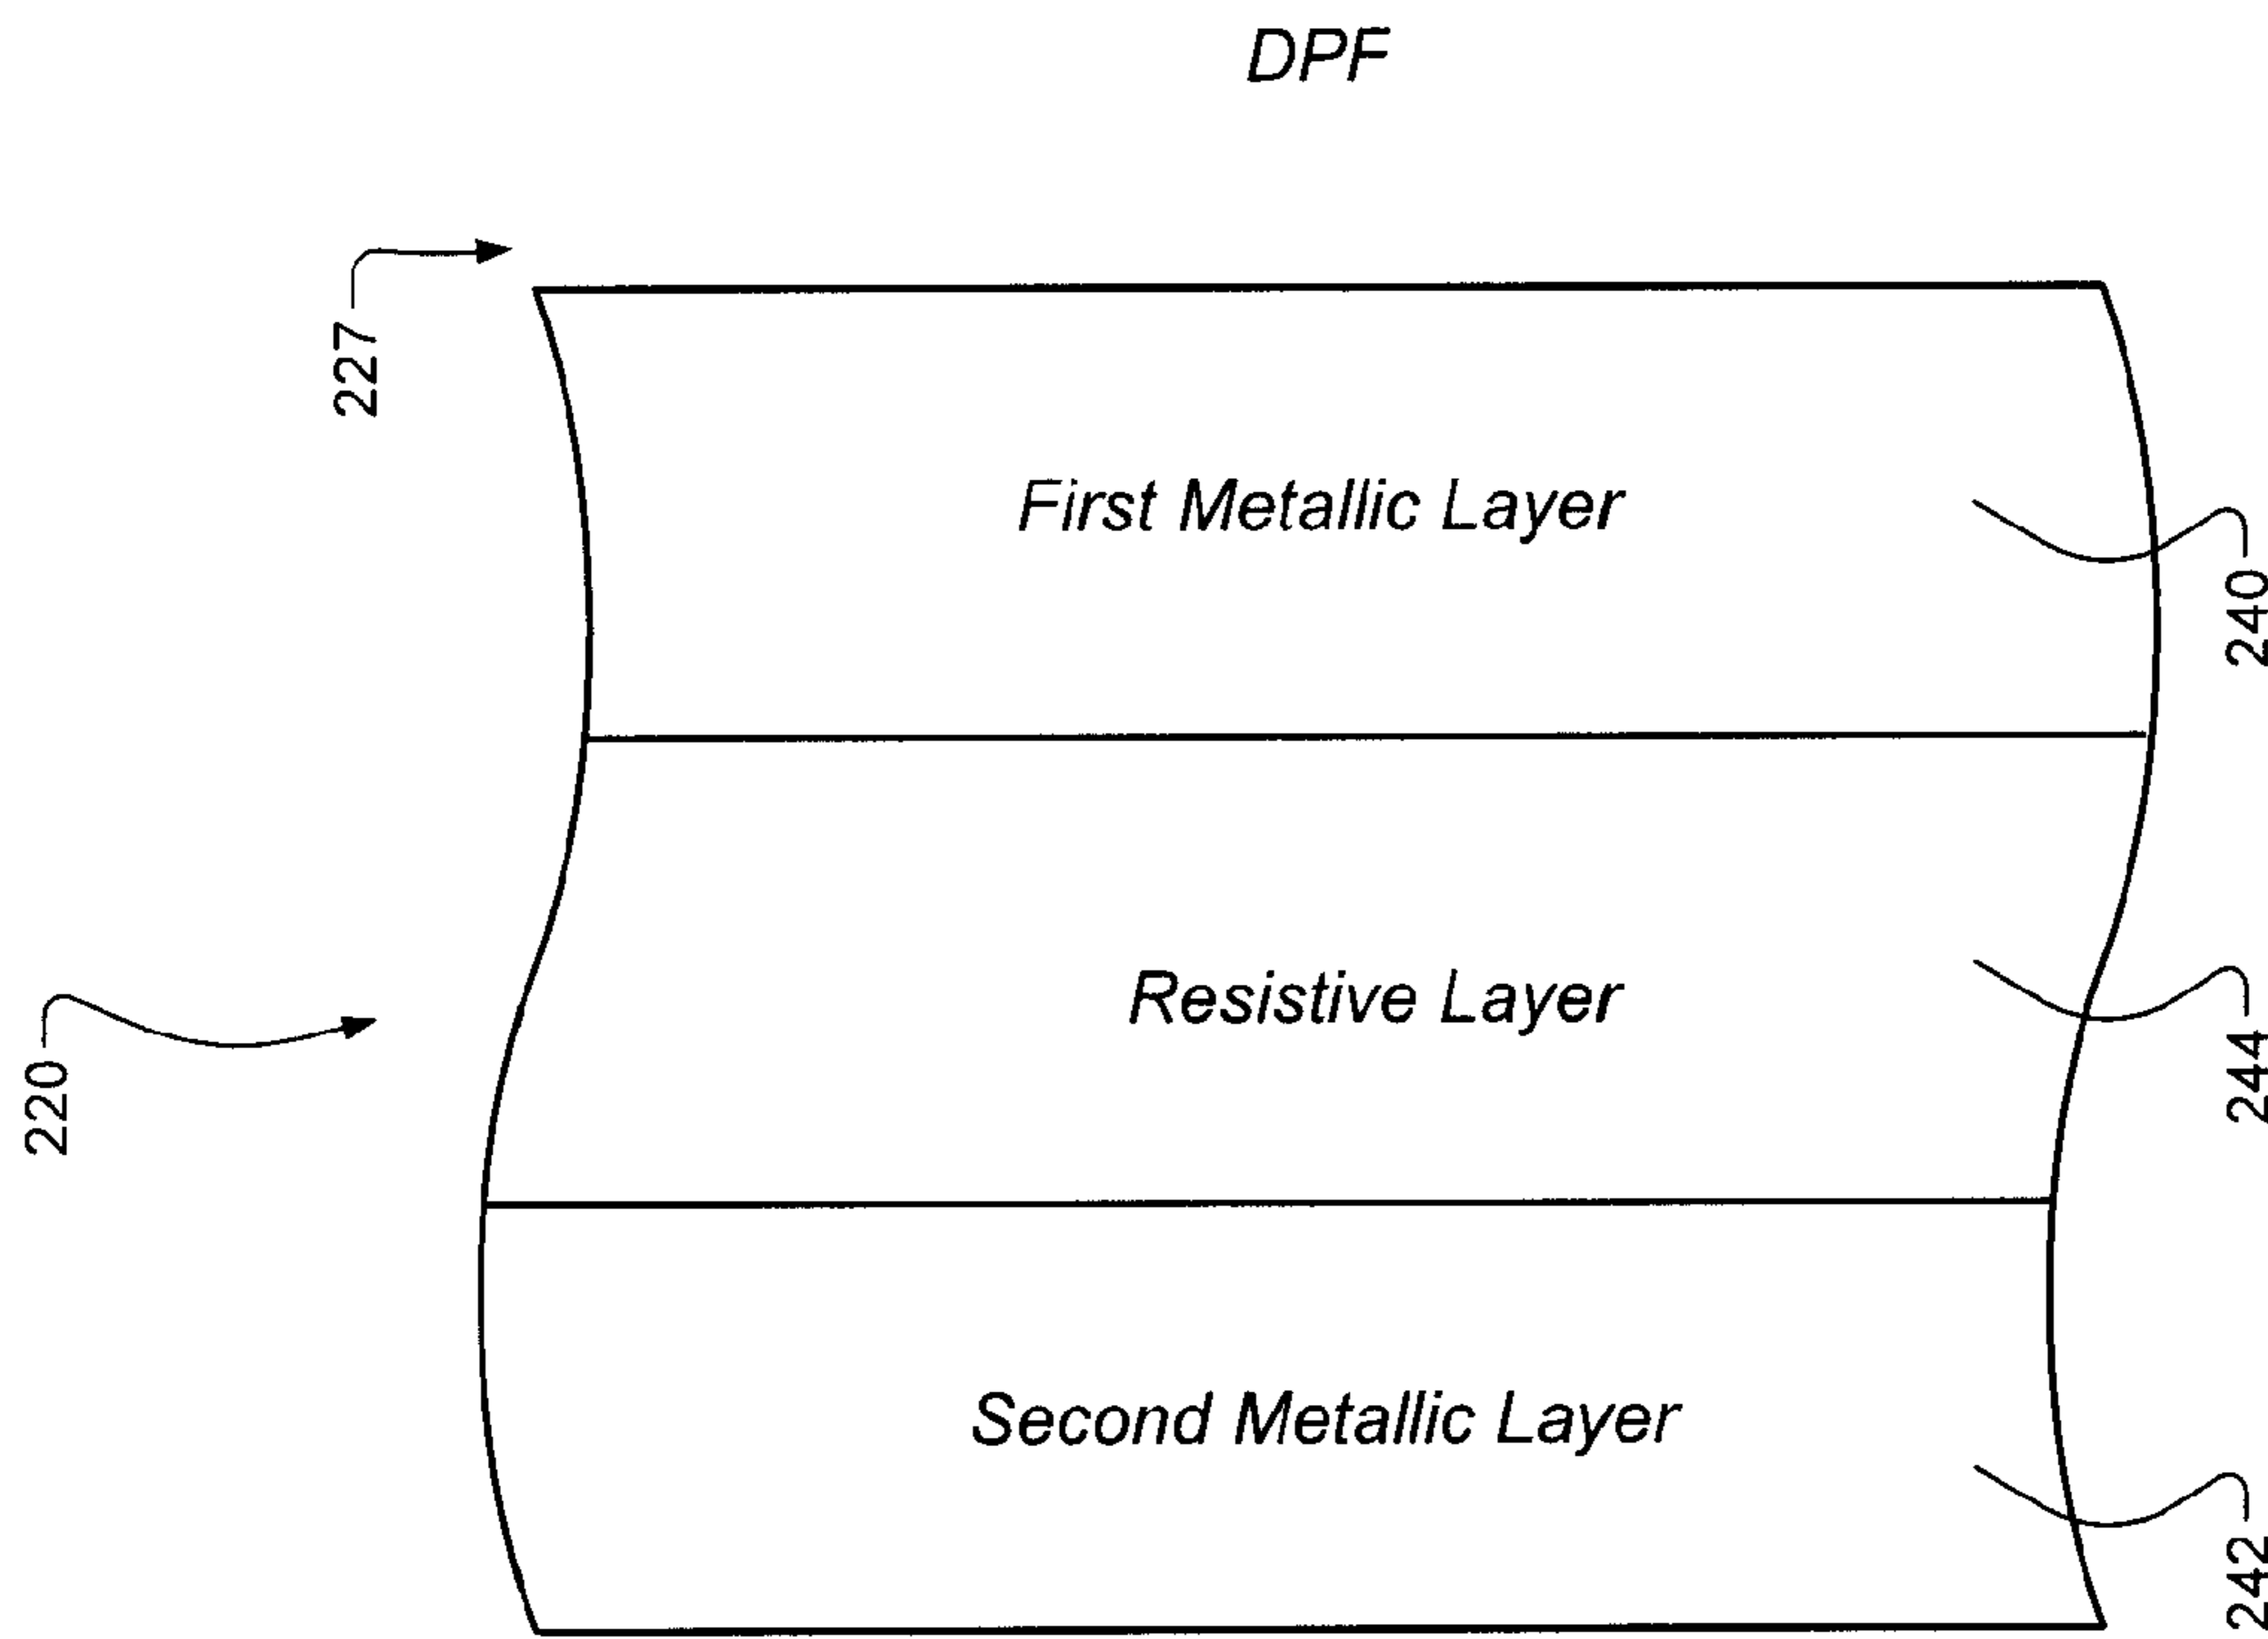 DPF
227
First Metallic Layer
240
Resistive Layer
220
244
Second Metallic Layer
242